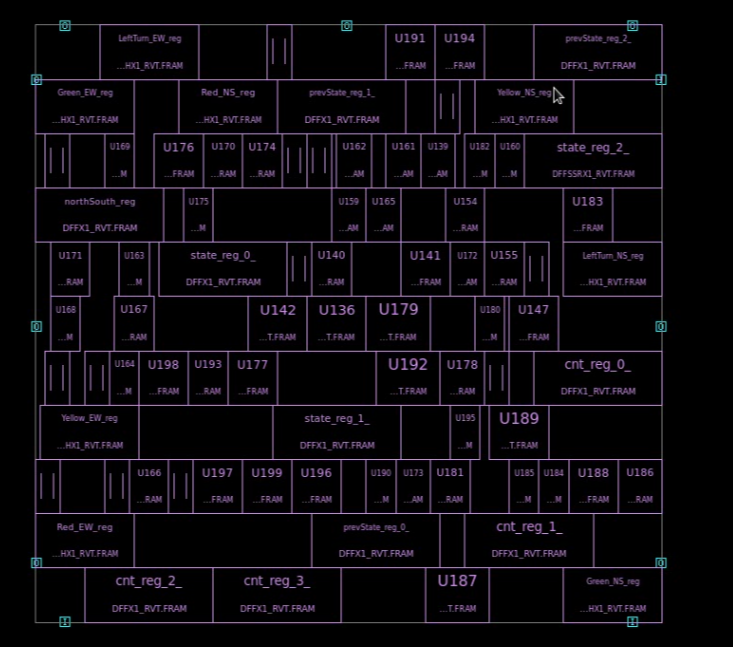 LeftTurn_EW_reg U191 U194 prevState_reg_2_
...HX1_RVT.FRAM ...FRAM ...FRAM DFFX1_RVT.FRAM
Green_EW_reg Red_NS_reg prevState_reg_1_ Yellow_NS_reg
...HX1_RVT.FRAM ...HX1_RVT.FRAM DFFX1_RVT.FRAM ...HX1_RVT.FRAM
U169 U176 U170 U174 U162 U161 U139 U182 U160 state_reg_2_
...M ...FRAM ...RAM ...RAM ...AM ...AM ...AM ...M ...M DFFSSRX1_RVT.FRAM
northSouth_reg U175 U159 U165 U154 U183
DFFX1_RVT.FRAM ...M ...AM ...AM ...RAM ...FRAM
U171 U163 state_reg_0_ U140 U141 U172 U155 LeftTurn_NS_reg
...RAM ...M DFFX1_RVT.FRAM ...RAM ...FRAM ...AM ...RAM ...HX1_RVT.FRAM
U168 U167 U142 U136 U179 U180 U147
...M ...RAM ...T.FRAM ...T.FRAM ...T.FRAM ...M ...FRAM
U164 U198 U193 U177 U192 U178 cnt_reg_0_
...M ...FRAM ...RAM ...FRAM ...T.FRAM ...RAM DFFX1_RVT.FRAM
Yellow_EW_reg state_reg_1_ U195 U189
...HX1_RVT.FRAM DFFX1_RVT.FRAM ...M ...T.FRAM
U166 U197 U199 U196 U190 U173 U181 U185 U184 U188 U186
...RAM ...FRAM ...FRAM ...FRAM ...M ...AM ...RAM ...M ...M ...FRAM ...RAM
Red_EW_reg prevState_reg_0_ cnt_reg_1_
...HX1_RVT.FRAM DFFX1_RVT.FRAM DFFX1_RVT.FRAM
cnt_reg_2_ cnt_reg_3_ U187 Green_NS_reg
DFFX1_RVT.FRAM DFFX1_RVT.FRAM ...T.FRAM ...HX1_RVT.FRAM